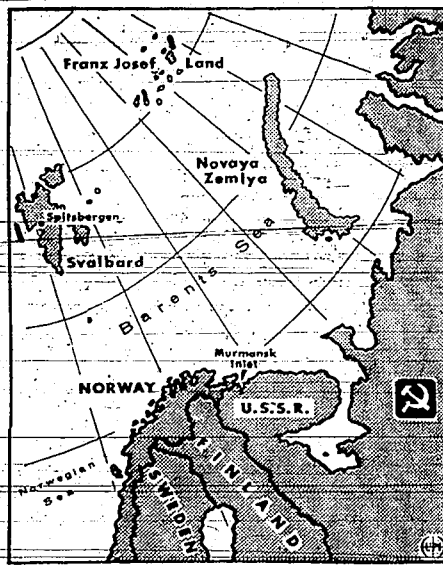 Franz Josef Land
Novaya
Zemlya
Spitsbergen
Svalbard
Barents Sea
Murmansk
Inlet
NORWAY
U.S.S.R.
Norwegian
Sea
SWEDEN
FINLAND